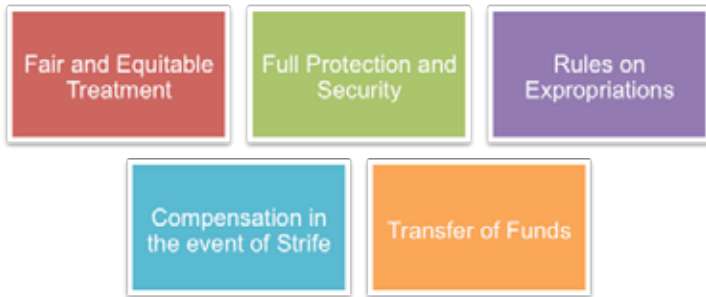 Fair and Equitable
Treatment
Full Protection and
Security
Rules on
Expropriations
Compensation in
the event of Strife
Transfer of Funds